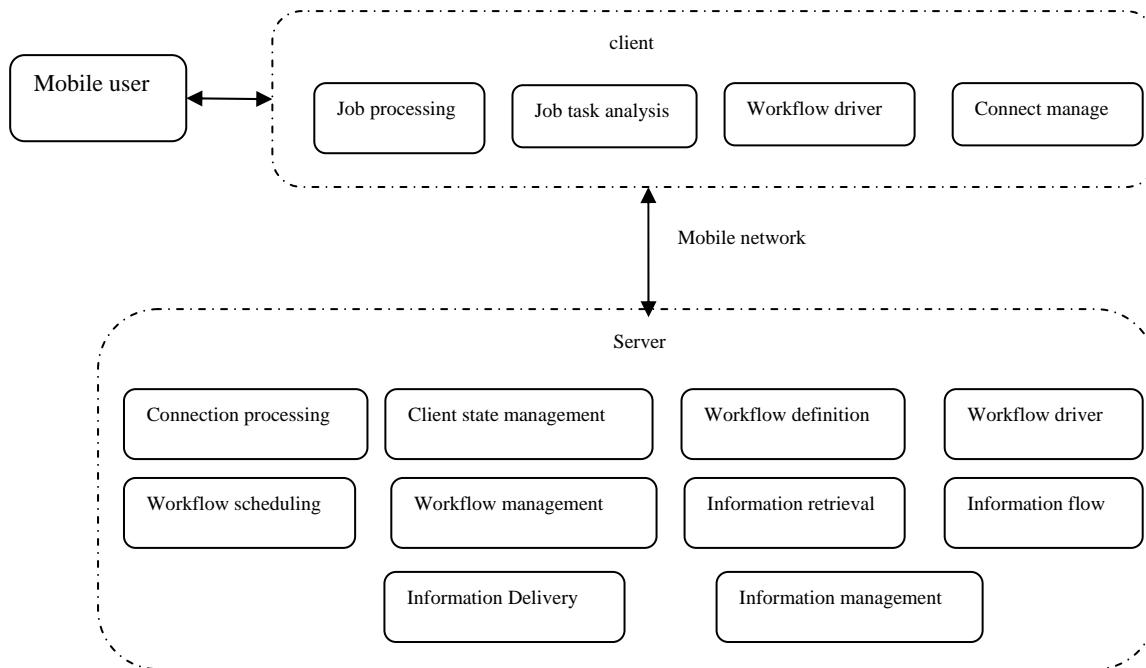 client
Mobile user
Job processing
Job task analysis
Workflow driver
Connect manage
Mobile network
Server
Connection processing
Client state management
Workflow definition
Workflow driver
Workflow scheduling
Workflow management
Information retrieval
Information flow
Information Delivery
Information management